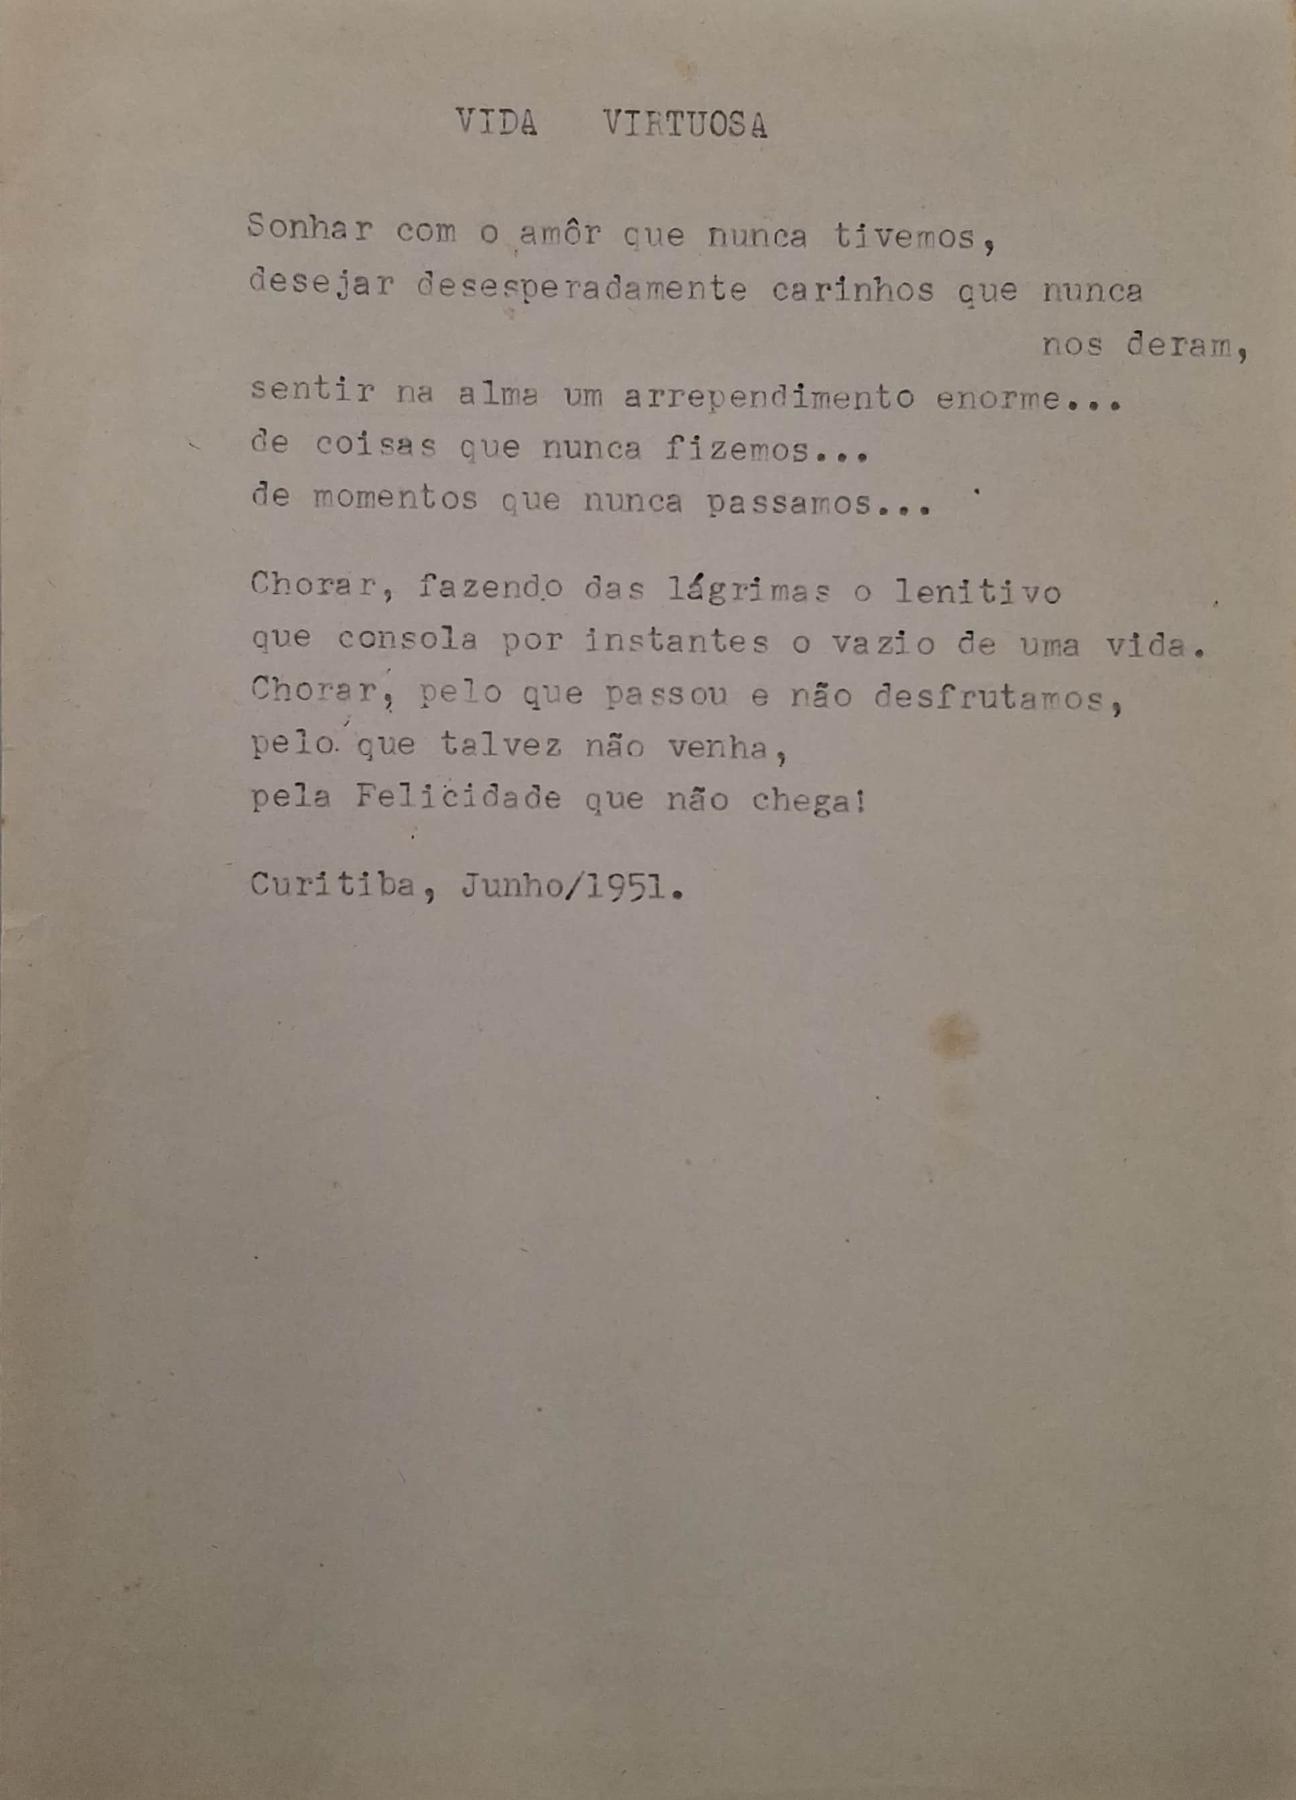 VIDA VIRTUOSA
Sonhar com o amôr que nunca tivemos,
desejar desesperadamente carinhos que nunca
nos deram,
sentir na alma um arrependimento enorme...
de coisas que nunca fizemos...
de momentos que nunca passamos...
Chorar, fazendo das lágrimas o lenitivo
que consola por instantes o vazio de uma vida.
Chorar, pelo que passou e não desfrutamos,
pelo que talvez não venha,
pela Felicidade que não chega!
Curitiba, Junho/1951.